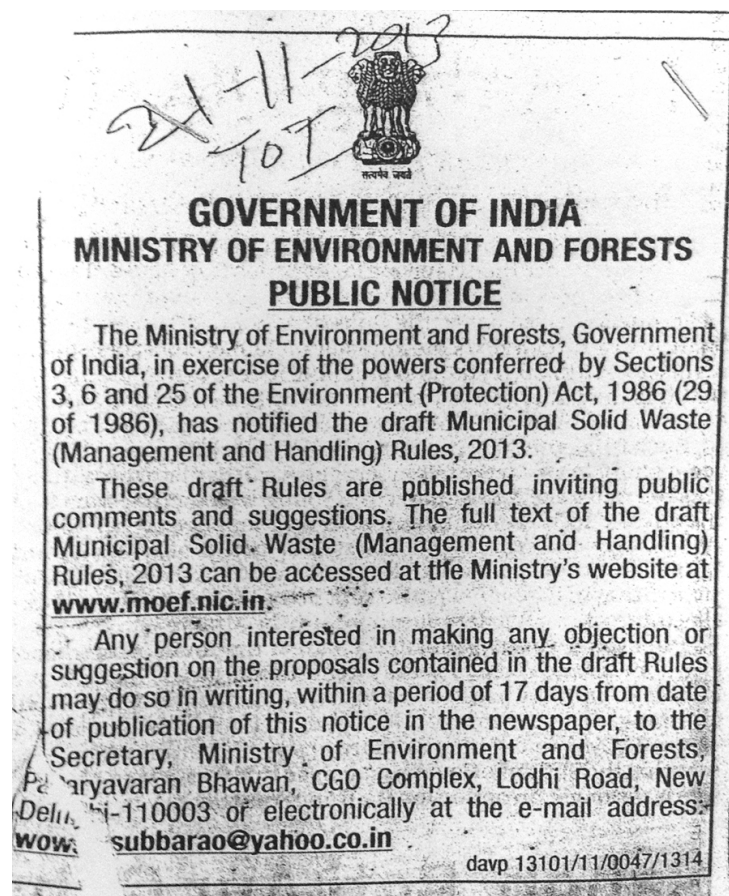 21-11-2013
TOI
सत्यमेव जयते
GOVERNMENT OF INDIA
MINISTRY OF ENVIRONMENT AND FORESTS
PUBLIC NOTICE
The Ministry of Environment and Forests, Government
of India, in exercise of the powers conferred by Sections
3, 6 and 25 of the Environment (Protection) Act, 1986 (29
of 1986), has notified the draft Municipal Solid Waste
(Management and Handling) Rules, 2013.
These draft Rules are published inviting public
comments and suggestions. The full text of the draft
Municipal Solid Waste (Management and Handling)
Rules, 2013 can be accessed at the Ministry's website at
www.moef.nic.in.
Any person interested in making any objection or
suggestion on the proposals contained in the draft Rules
may do so in writing, within a period of 17 days from date
of publication of this notice in the newspaper, to the
Secretary, Ministry of Environment and Forests,
Paryavaran Bhawan, CGO Complex, Lodhi Road, New
Delhi-110003 or electronically at the e-mail address:
subbarao@yahoo.co.in
davp 13101/11/0047/1314